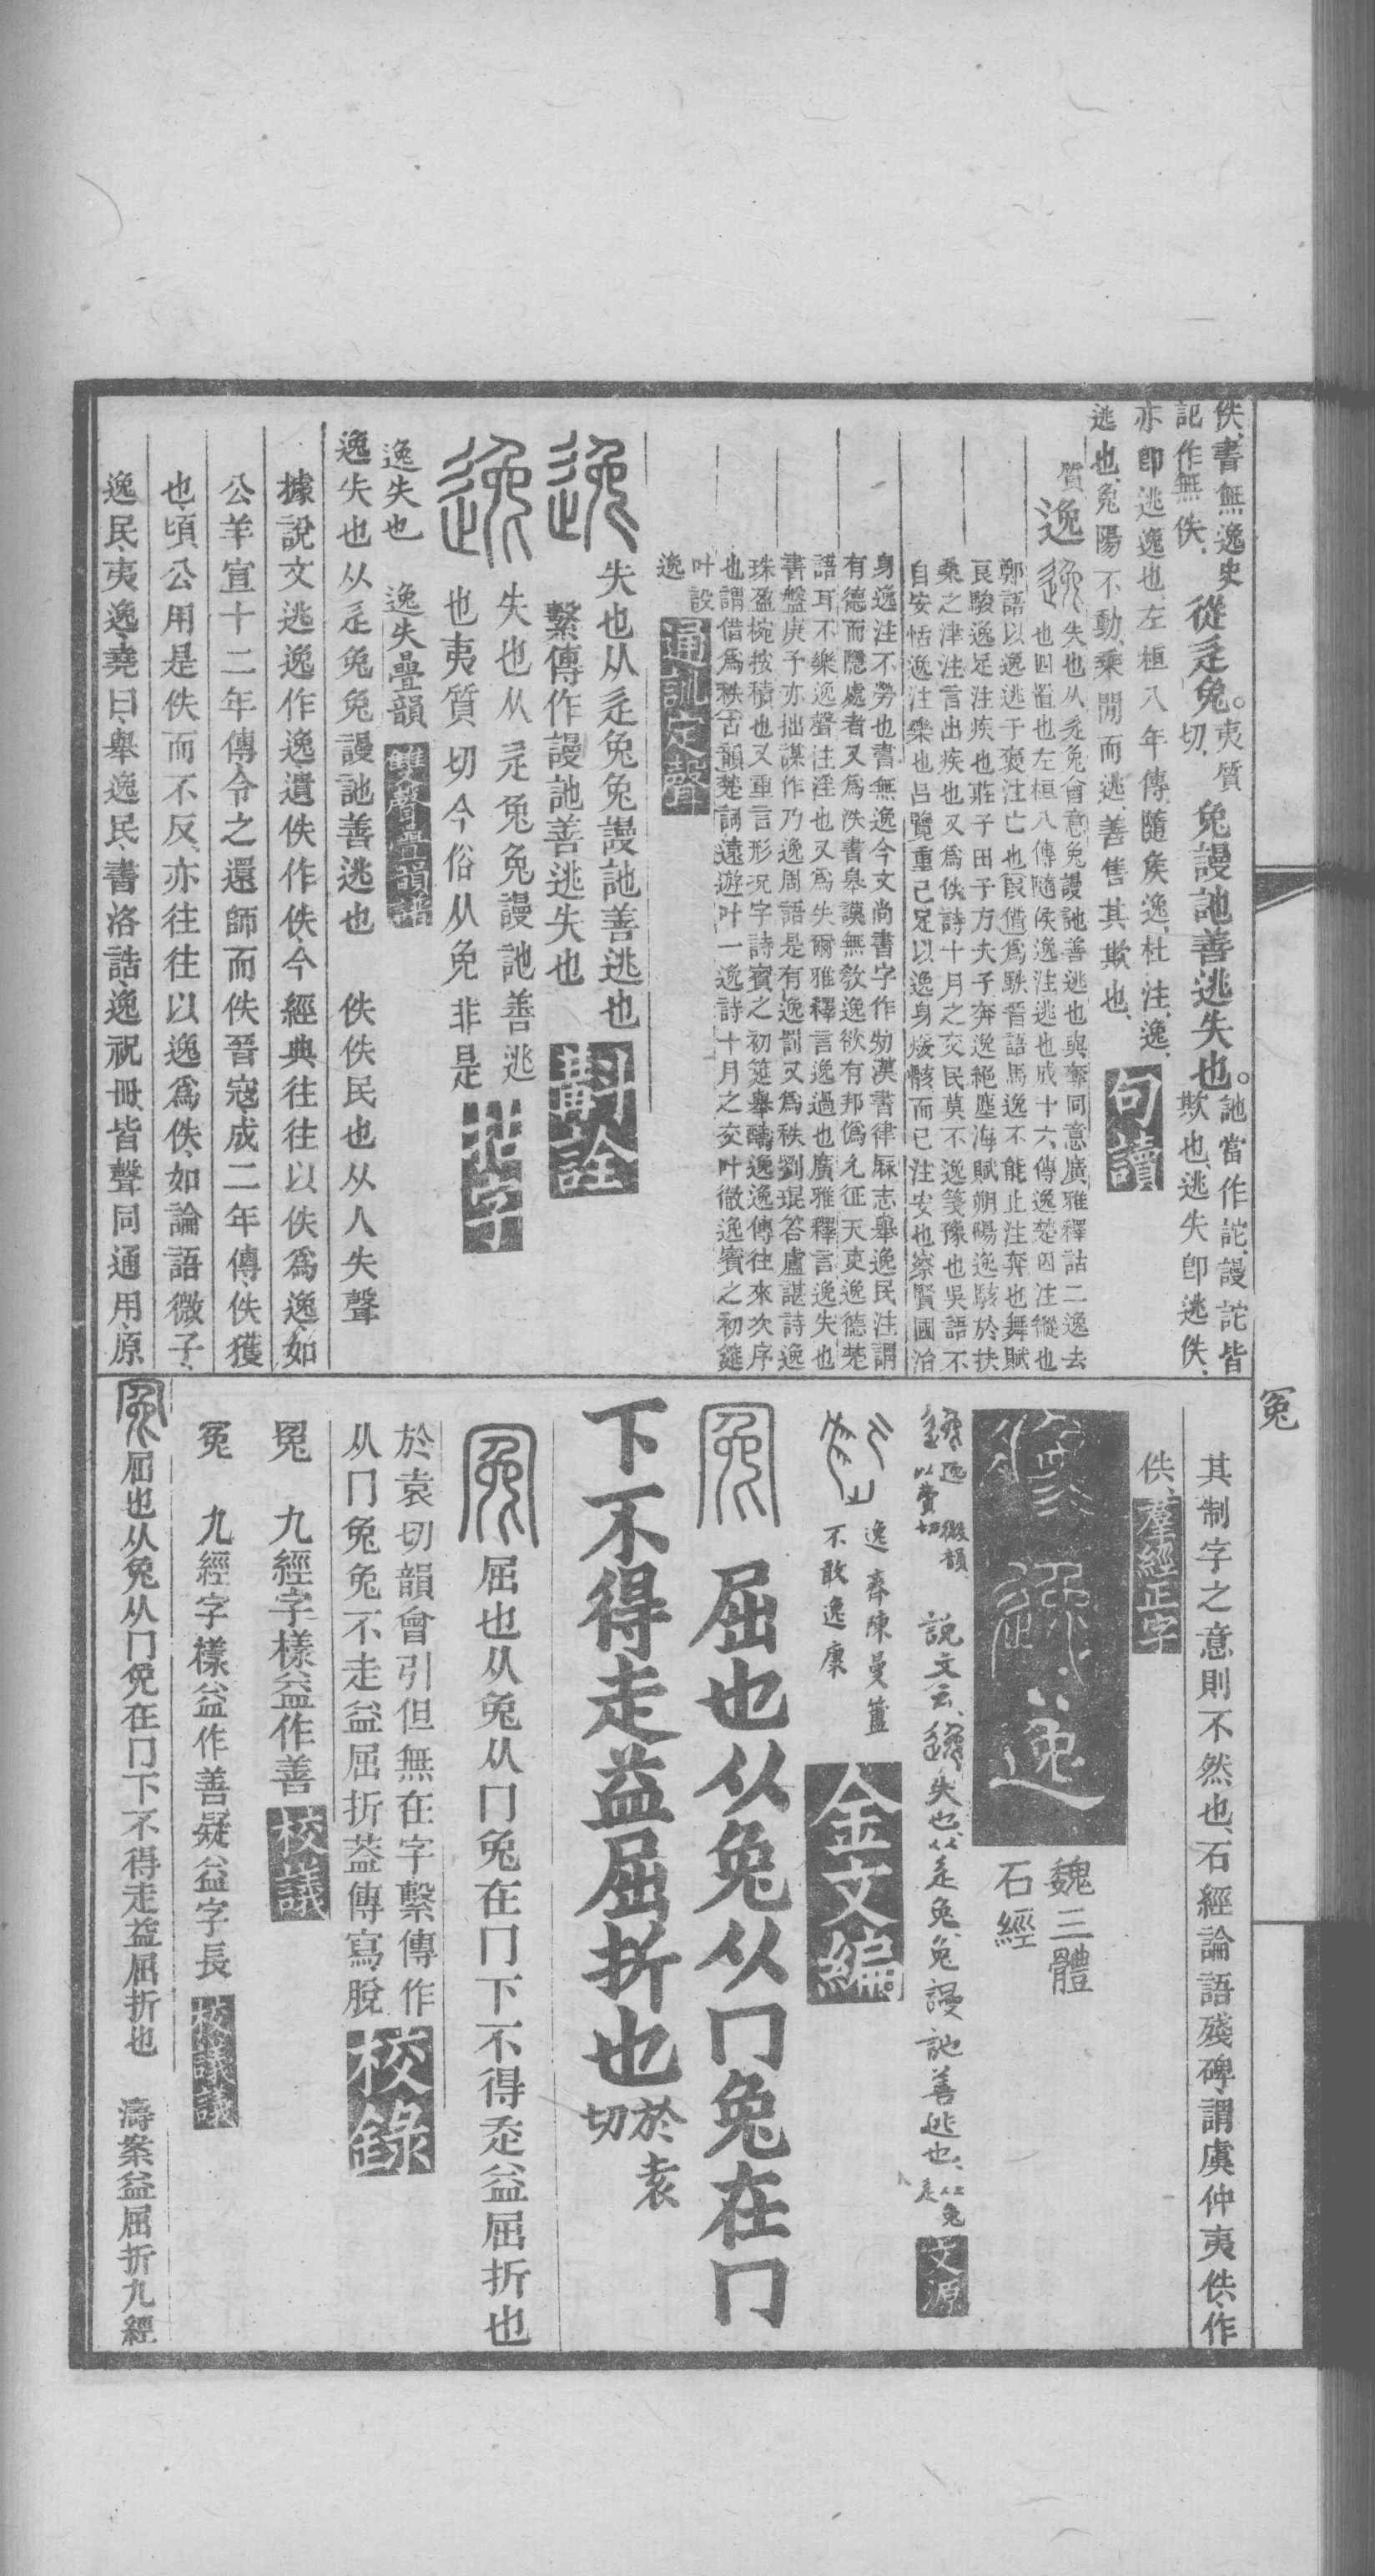 佚、書無逸史
記作無佚、
從辵兔。
夷質
切、
兔謾訑善逃失也。
訑當作詑、謾詑皆
欺也、逃失卽逃佚、
亦卽逃逸也、左桓八年傳、隨矦逸、杜注、逸、
逃也、兔陽不動、乘閒而逃、善售其欺也、
句讀
質
逸
失也从辵兔會意兔謾訑善逃也與奪同意廣雅釋詁二逸去
也四置也左桓八傳隨侯逸注逃也成十六傳逸楚囚注縱也
鄭語以逸逃于褒注亡也叚借爲駃晉語馬逸不能止注奔也舞賦
良駿逸足注疾也莊子田子方夫子奔逸絶塵海賦朔陽逸駭於扶
桑之津注言出疾也又爲佚詩十月之交民莫不逸箋豫也吳語不
自安恬逸注樂也呂覽重己足以逸身煖骸而已注安也察賢國治
身逸注不勞也書無逸今文尚書字作劮漢書律厤志舉逸民注謂
有德而隱處者又爲泆書皋謨無敎逸欲有邦僞允征天吏逸德楚
語耳不樂逸聲注淫也又爲失爾雅釋言逸過也廣雅釋言逸失也
書盤庚予亦拙謀作乃逸周語是有逸罰又爲秩劉琨答盧諶詩逸
珠盈椀按積也又重言形況字詩賓之初筵舉醻逸逸傳往來次序
也謂借爲秩古韻楚詞遠遊叶一逸詩十月之交叶徹逸賓之初筵
叶設
逸
通訓定聲
失也从辵兔兔謾訑善逃也
繫傳作謾訑善逃失也
斠詮
失也从辵兔兔謾訑善逃
也夷質切今俗从免非是
正字
逸失也 逸失疊韻
雙聲疊韻譜
逸失也从辵兔兔謾訑善逃也 佚佚民也从人失聲
據說文逃逸作逸、遺佚作佚、今經典往往以佚爲逸、如
公羊宣十二年傳、令之還師而佚晉寇、成二年傳、佚獲
也、頃公用是佚而不反、亦往往以逸爲佚、如論語微子、
逸民、夷逸、堯曰、舉逸民、書洛誥、逸祝冊、皆聲同通用、原
冤
其制字之意則不然也、石經論語殘碑、謂虞仲夷佚、作
佚、
羣經正字
逸
魏三體
石經
說文云、逸失也、从辵兔、兔謾訑善逃也、
文源
逸 齊陳曼簠
不敢逸康
金文編
屈也从兔从冂兔在冂
下不得走益屈折也
於袁
切
屈也从兔从冂兔在冂下不得走益屈折也
於袁切韻會引但無在字繫傳作
从冂兔兔不走益屈折葢傳寫脫
校錄
冤 九經字樣益作善
校議
冤 九經字樣益作善疑益字長
校議議
屈也从兔从冂兔在冂下不得走益屈折也 濤案益屈折九經